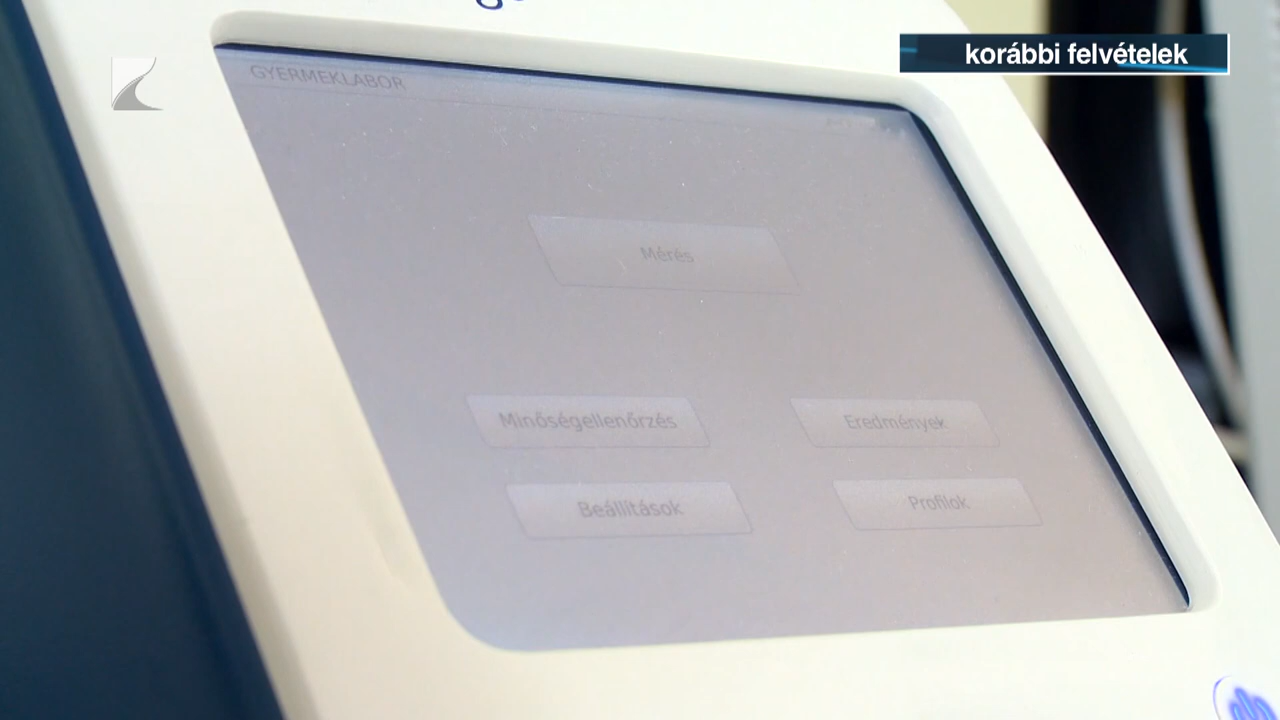 korábbi felvételek
GYERMEKLABOR
Mérés
Minőségellenőrzés
Eredmények
Beállítások
Profilok